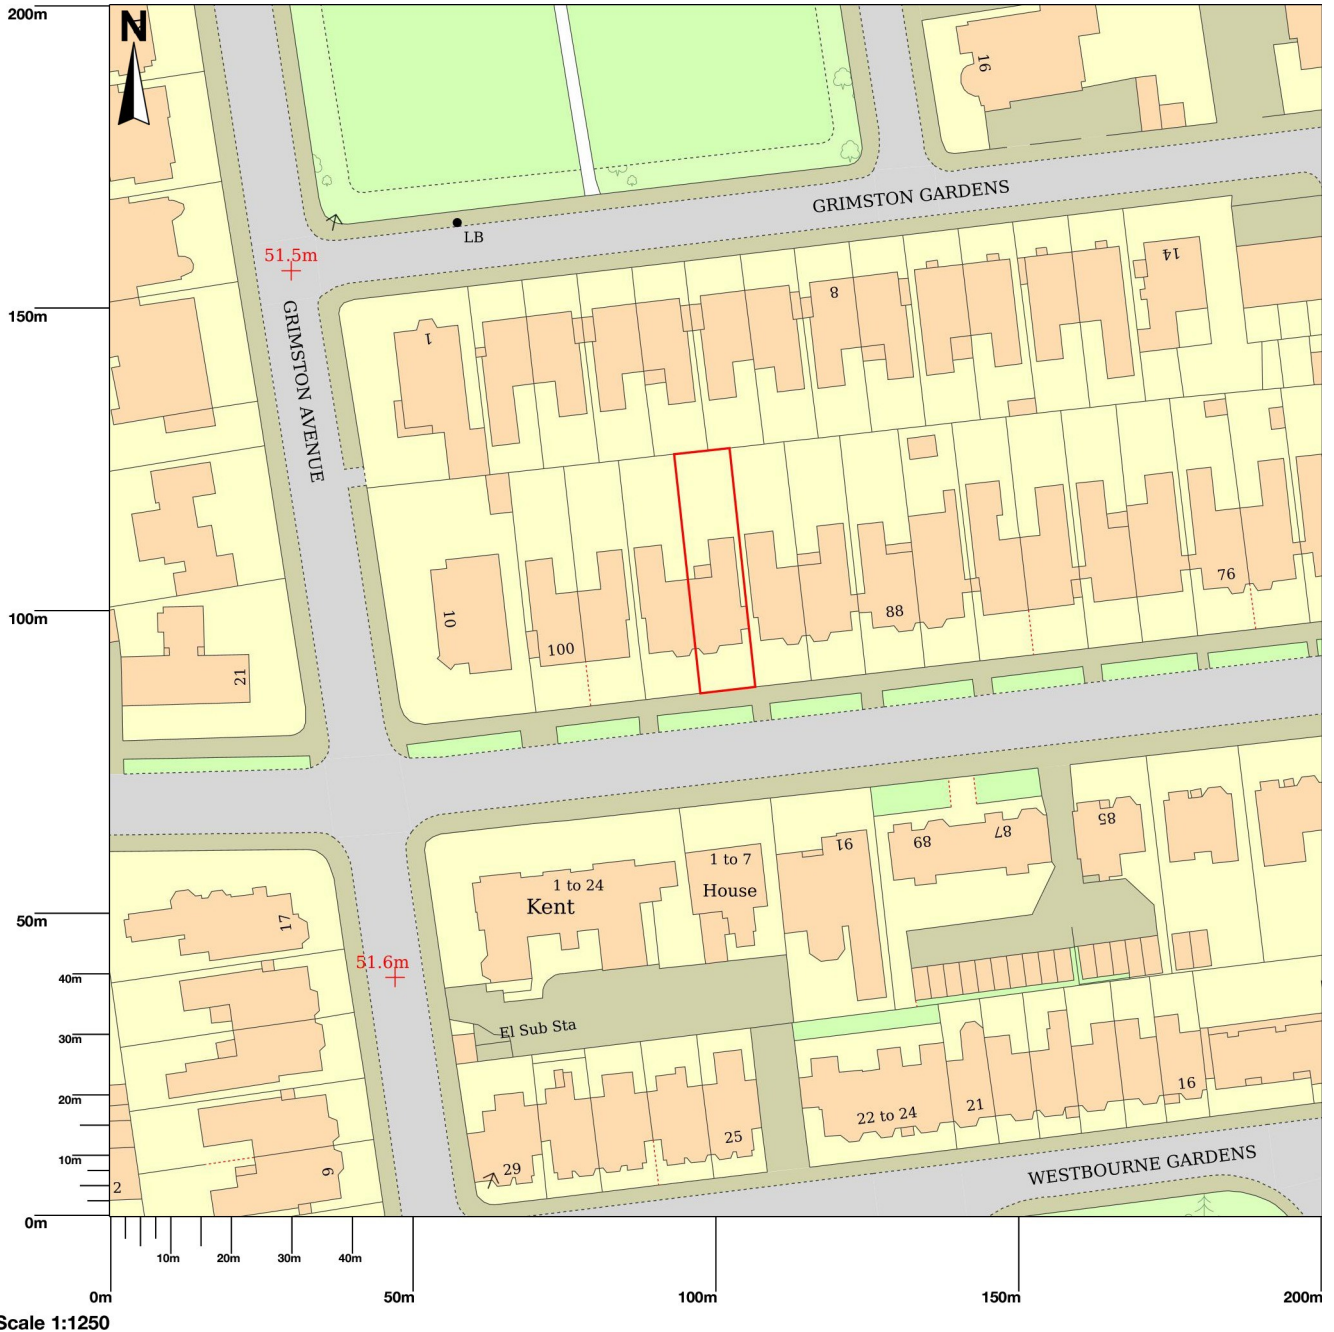 200m
N
16
GRIMSTON GARDENS
LB
51.5m
14
8
150m
1
GRIMSTON AVENUE
76
100m
10
88
100
21
85
87
89
91
1 to 7
House
1 to 24
Kent
50m
17
51.6m
40m
El Sub Sta
30m
20m
16
21
22 to 24
25
10m
29
WESTBOURNE GARDENS
9
2
0m
10m
20m
30m
40m
0m
50m
100m
150m
200m
Scale 1:1250